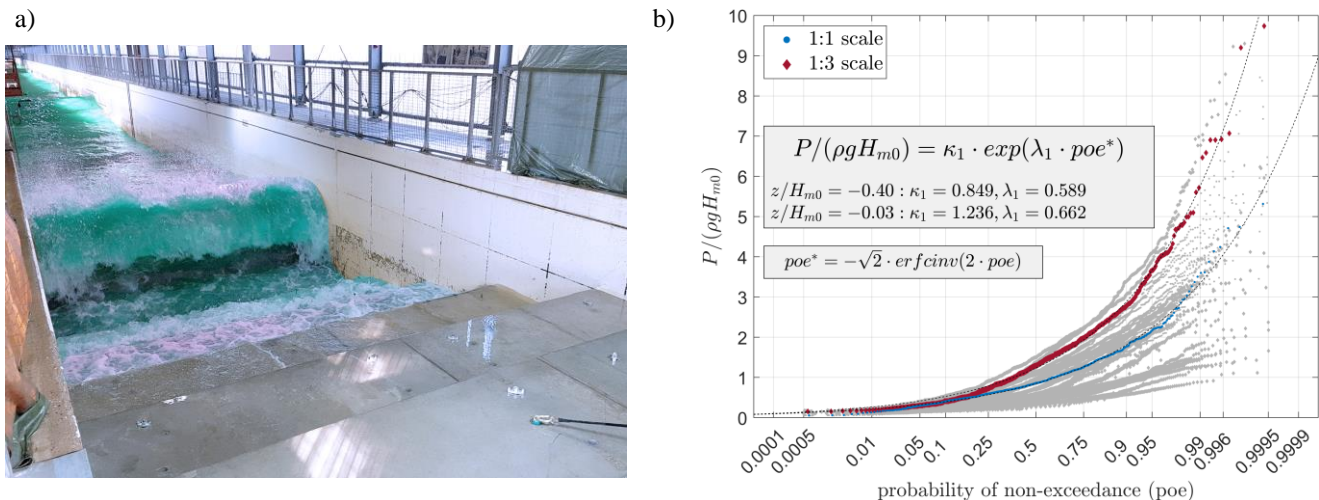 a)
b)
10
9
8
7
6
5
4
3
2
1
0
P/(ρgH_{m0})
1:1 scale
1:3 scale
P/(ρgH_{m0}) = κ_1 · exp(λ_1 · poe*)
z/H_{m0} = −0.40 : κ_1 = 0.849, λ_1 = 0.589
z/H_{m0} = −0.03 : κ_1 = 1.236, λ_1 = 0.662
poe* = −√2 · erfcinv(2 · poe)
0.0001 0.0005 0.01 0.05 0.1 0.25 0.5 0.75 0.9 0.95 0.99 0.996 0.9995 0.9999
probability of non-exceedance (poe)